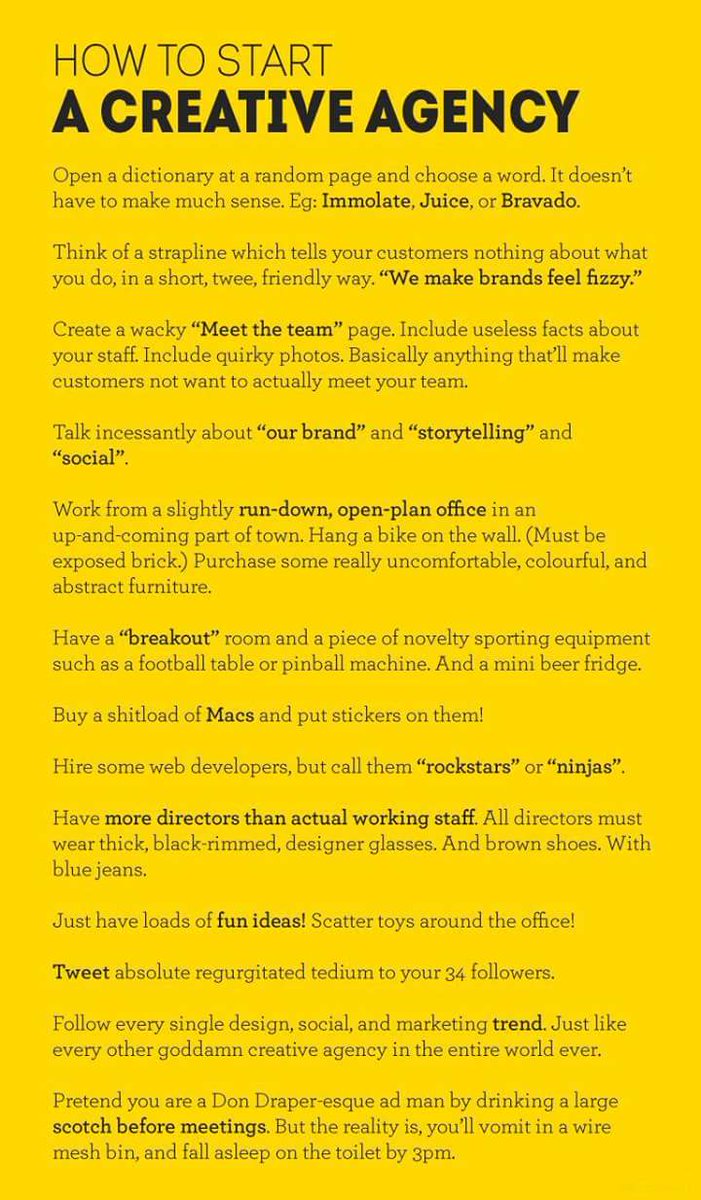 HOW TO START
A CREATIVE AGENCY
Open a dictionary at a random page and choose a word. It doesn’t
have to make much sense. Eg: Immolate, Juice, or Bravado.
Think of a strapline which tells your customers nothing about what
you do, in a short, twee, friendly way. “We make brands feel fizzy.”
Create a wacky “Meet the team” page. Include useless facts about
your staff. Include quirky photos. Basically anything that’ll make
customers not want to actually meet your team.
Talk incessantly about “our brand” and “storytelling” and
“social”.
Work from a slightly run-down, open-plan office in an
up-and-coming part of town. Hang a bike on the wall. (Must be
exposed brick.) Purchase some really uncomfortable, colourful, and
abstract furniture.
Have a “breakout” room and a piece of novelty sporting equipment
such as a football table or pinball machine. And a mini beer fridge.
Buy a shitload of Macs and put stickers on them!
Hire some web developers, but call them “rockstars” or “ninjas”.
Have more directors than actual working staff. All directors must
wear thick, black-rimmed, designer glasses. And brown shoes. With
blue jeans.
Just have loads of fun ideas! Scatter toys around the office!
Tweet absolute regurgitated tedium to your 34 followers.
Follow every single design, social, and marketing trend. Just like
every other goddamn creative agency in the entire world ever.
Pretend you are a Don Draper-esque ad man by drinking a large
scotch before meetings. But the reality is, you’ll vomit in a wire
mesh bin, and fall asleep on the toilet by 3pm.